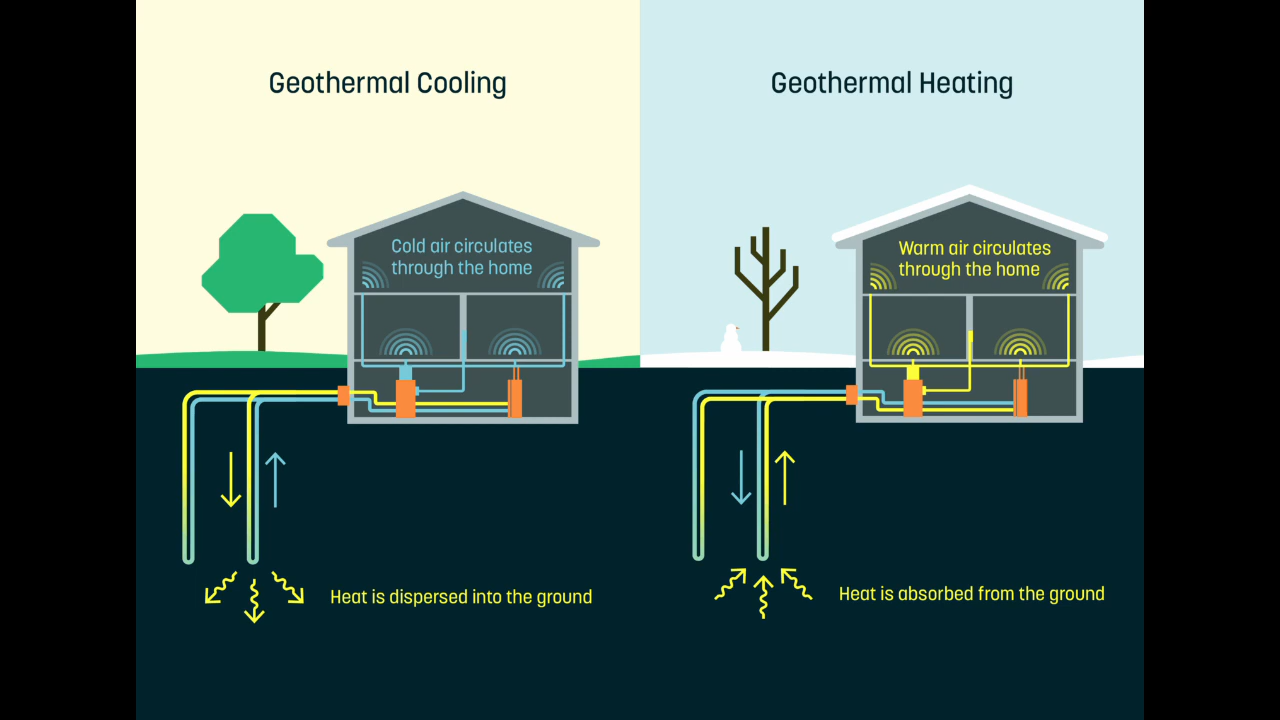 Geothermal Cooling
Cold air circulates
through the home
Heat is dispersed into the ground
Geothermal Heating
Warm air circulates
through the home
Heat is absorbed from the ground